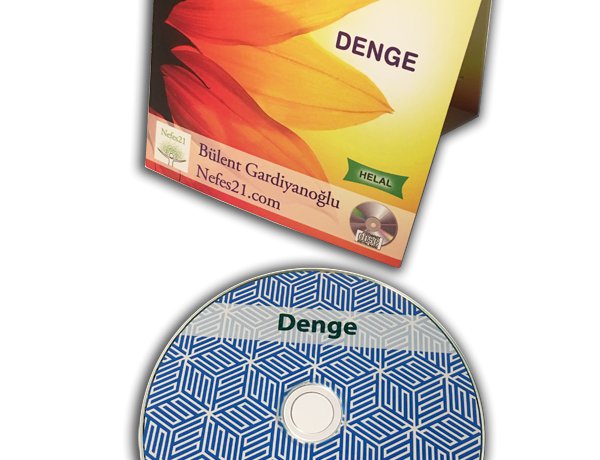 DENGE
Nefes21
Bülent Gardiyanoğlu
Nefes21.com
HELAL
Denge